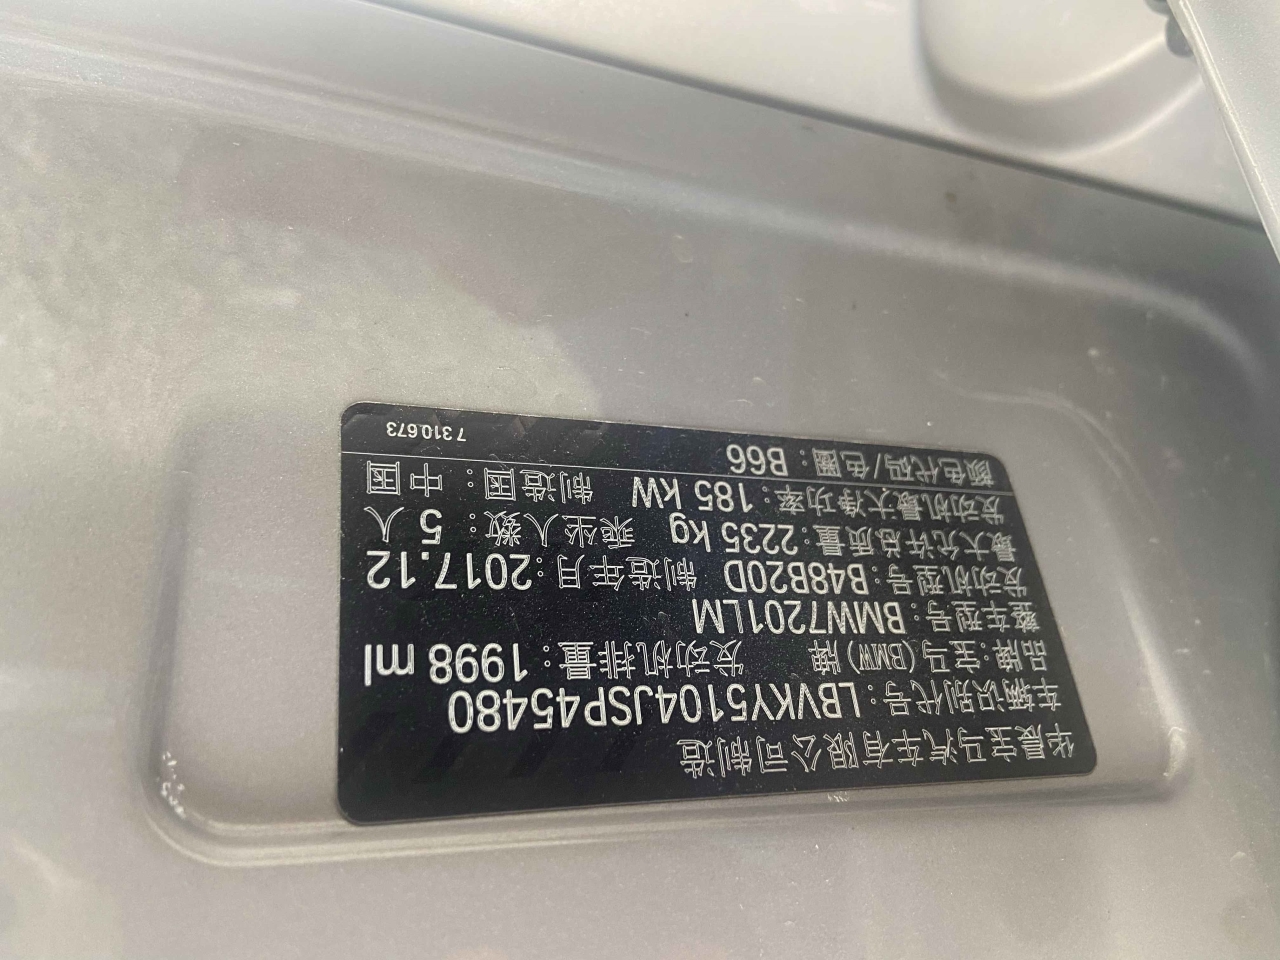 华晨宝马汽车有限公司制造
车辆识别代号：LBVKY5104JSP45480
品牌：宝马(BMW)牌 发动机排量：1998 ml
整车型号：BMW7201LM
发动机型号：B48B20D 制造年月：2017.12
最大允许总质量：2235 kg 乘坐人数：5 人
发动机最大净功率：185 kW 制造国：中国
颜色代码/色圈：B66
7 310.673